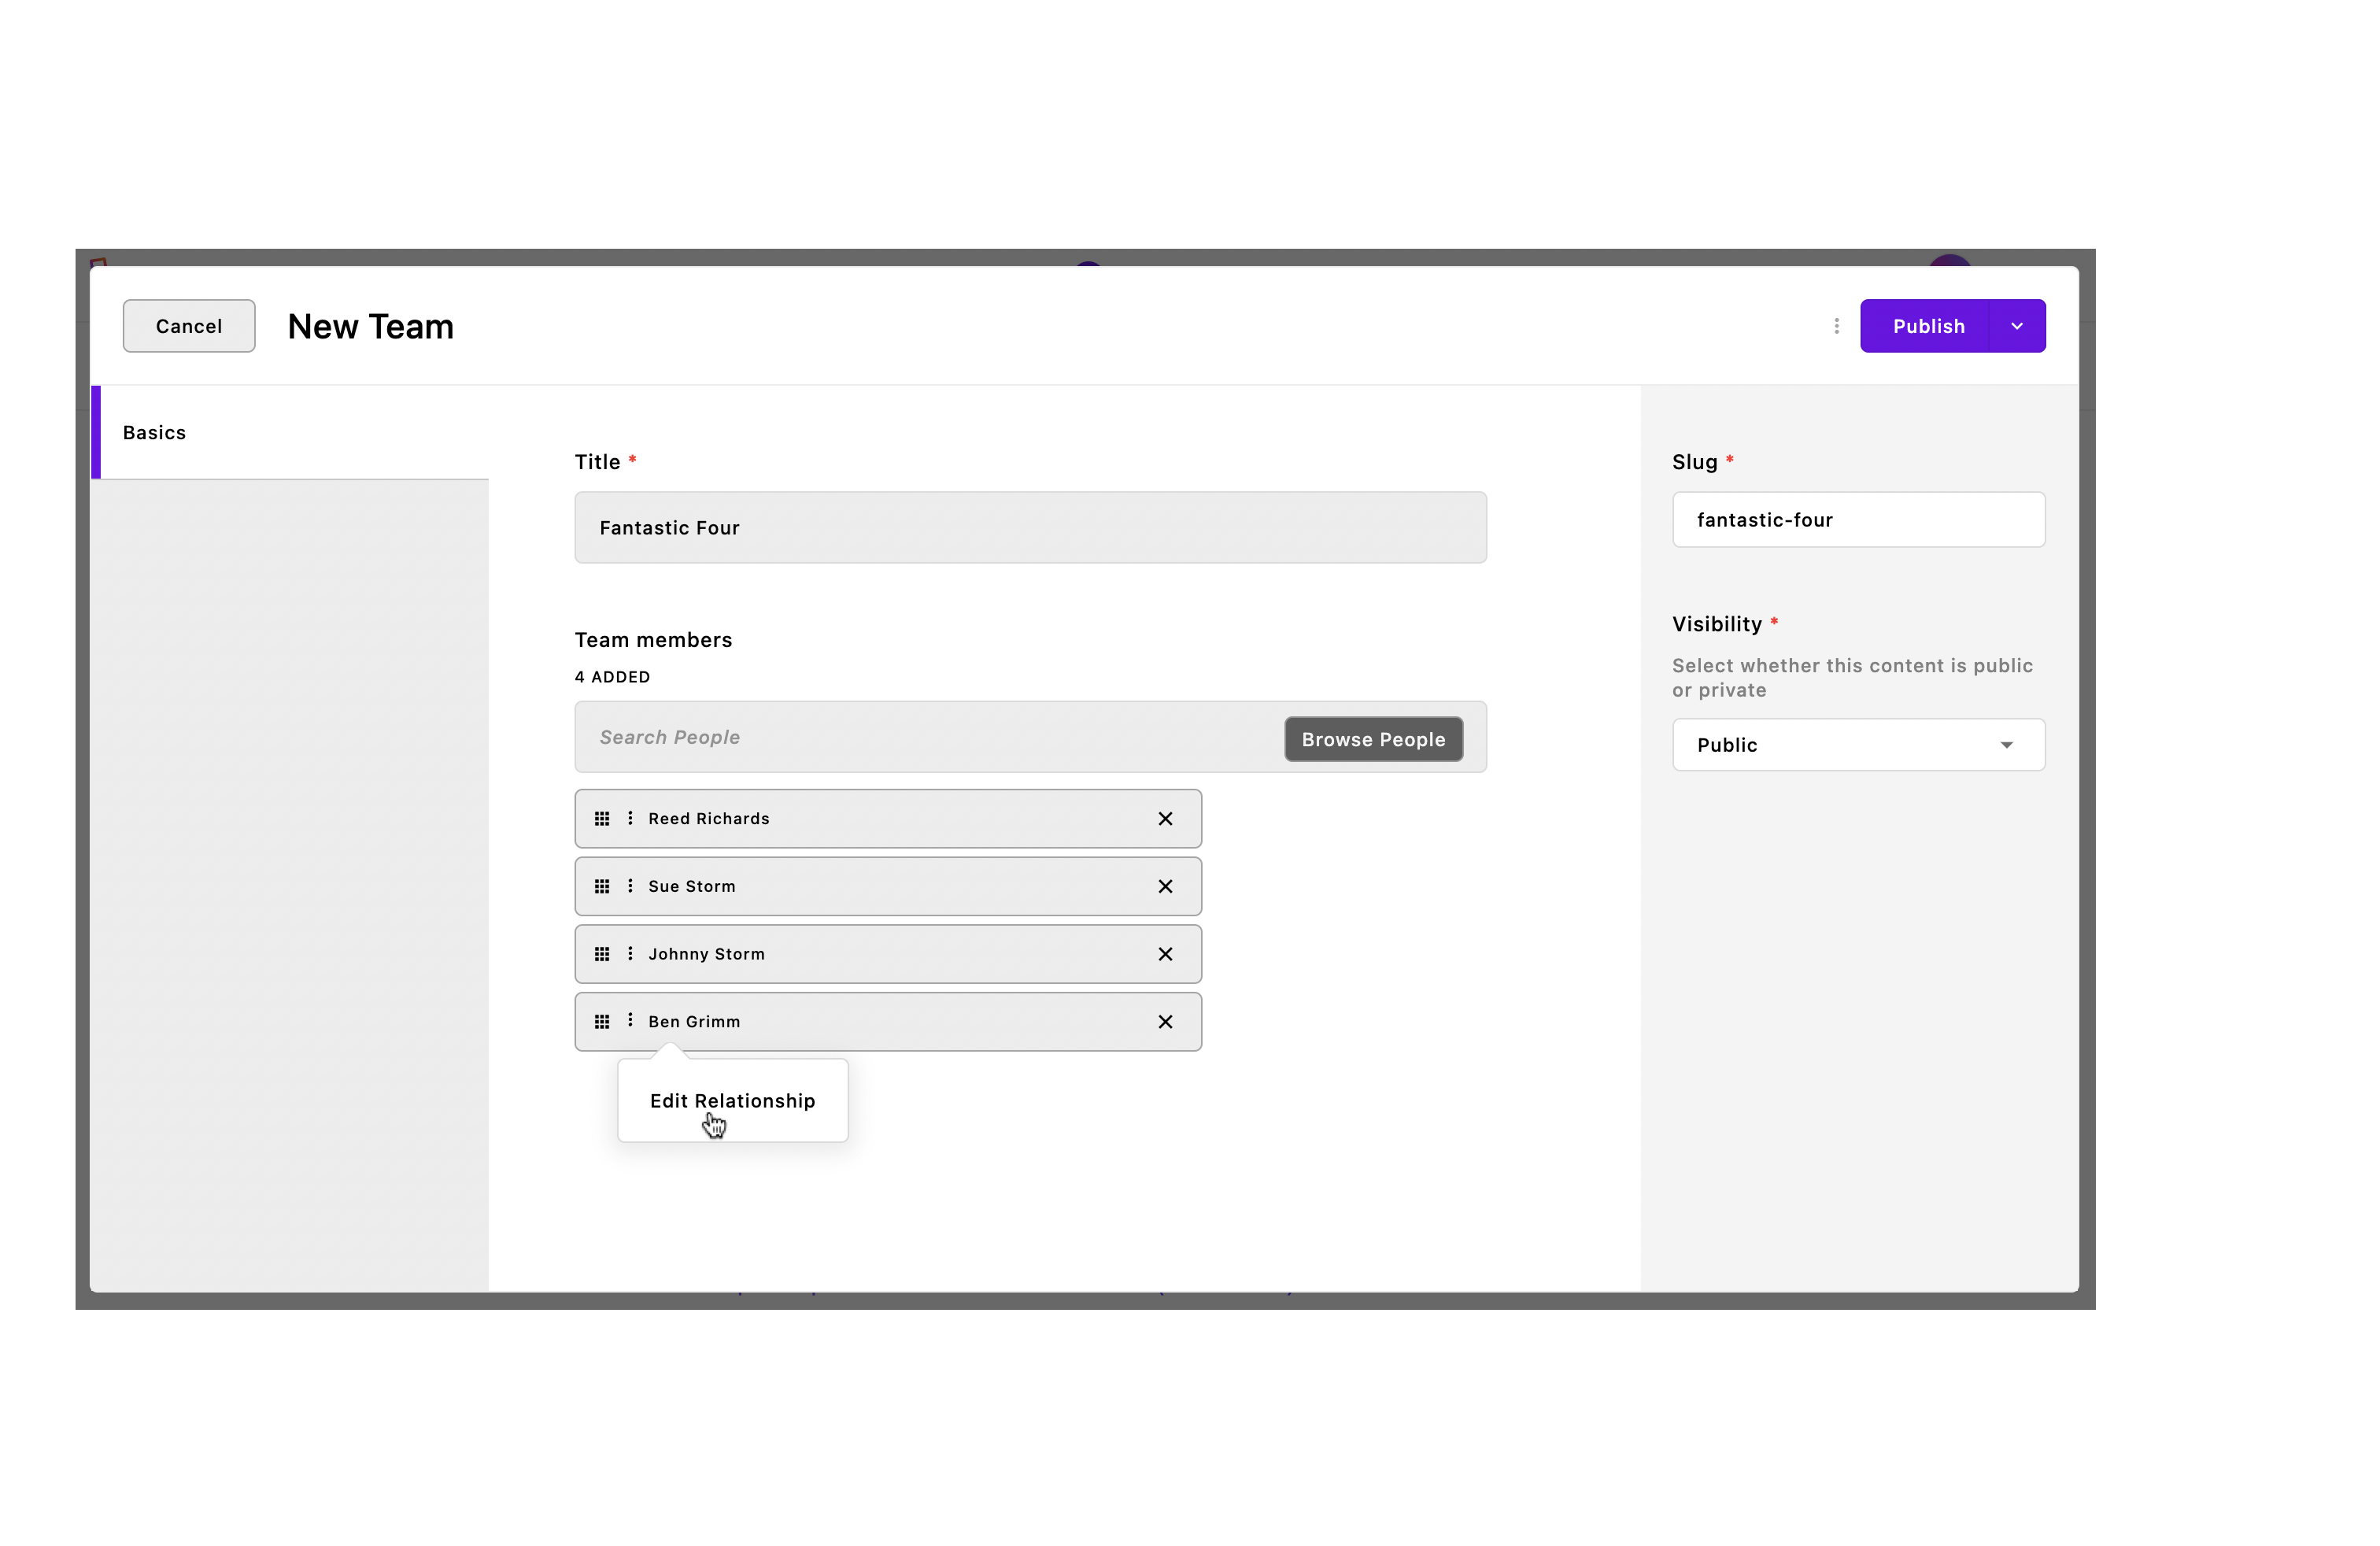 Cancel
New Team
Publish
Basics
Title *
Fantastic Four
Team members
4 ADDED
Search People
Browse People
Reed Richards
Sue Storm
Johnny Storm
Ben Grimm
Edit Relationship
Slug *
fantastic-four
Visibility *
Select whether this content is public
or private
Public